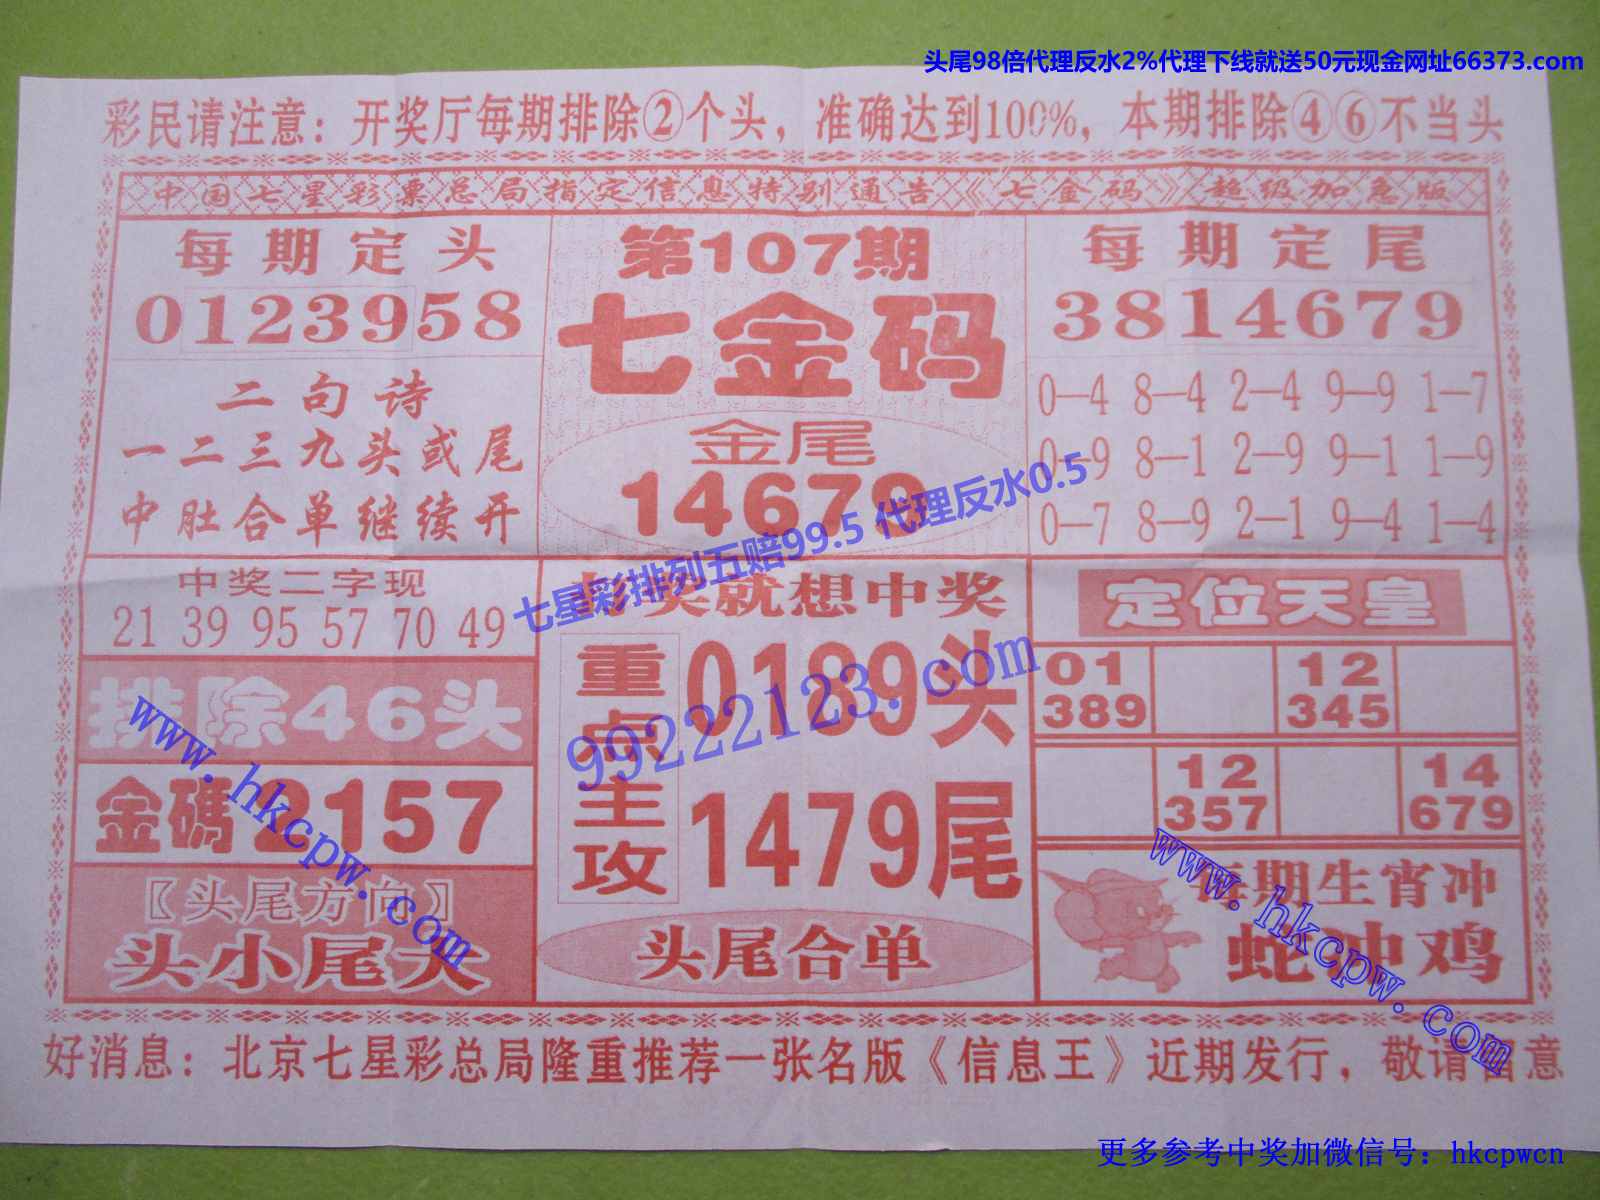 头尾98倍代理反水2%代理下线就送50元现金网址66373.com
彩民请注意：开奖厅每期排除②个头，准确达到100%，本期排除④⑥不当头
中国七星彩票总局指定信息特别通告《七金码》超级加急版
每期定头
0123958
二句诗
一二三九头或尾
中肚合单继续开
第107期
七金码
金尾
14679
每期定尾
3814679
0—4 8—4 2—4 9—9 1—7
0—9 8—1 2—9 9—1 1—9
0—7 8—9 2—1 9—4 1—4
七星彩排列五赔99.5 代理反水0.5
99222123.com
中奖二字现
21 39 95 57 70 49
排除46头
金碼2157
〖头尾方向〗
头小尾大
奖就想中奖
重点主攻
0189头
1479尾
头尾合单
定位天皇
01 12
389 345
12 14
357 679
每期生肖冲
蛇冲鸡
www.hkcpw.com
www.hkcpw.com
好消息：北京七星彩总局隆重推荐一张名版《信息王》近期发行，敬请留意
更多参考中奖加微信号：hkcpwcn